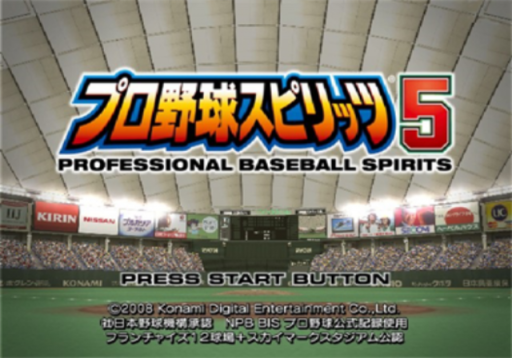 プロ野球スピリッツ5
PROFESSIONAL BASEBALL SPIRITS
KIRIN
NISSAN
KONAMI
PRESS START BUTTON
©2008 Konami Digital Entertainment Co.,Ltd.
社日本野球機構承認 NPB BIS プロ野球公式記録使用
フランチャイズ12球場+スカイマークスタジアム公認